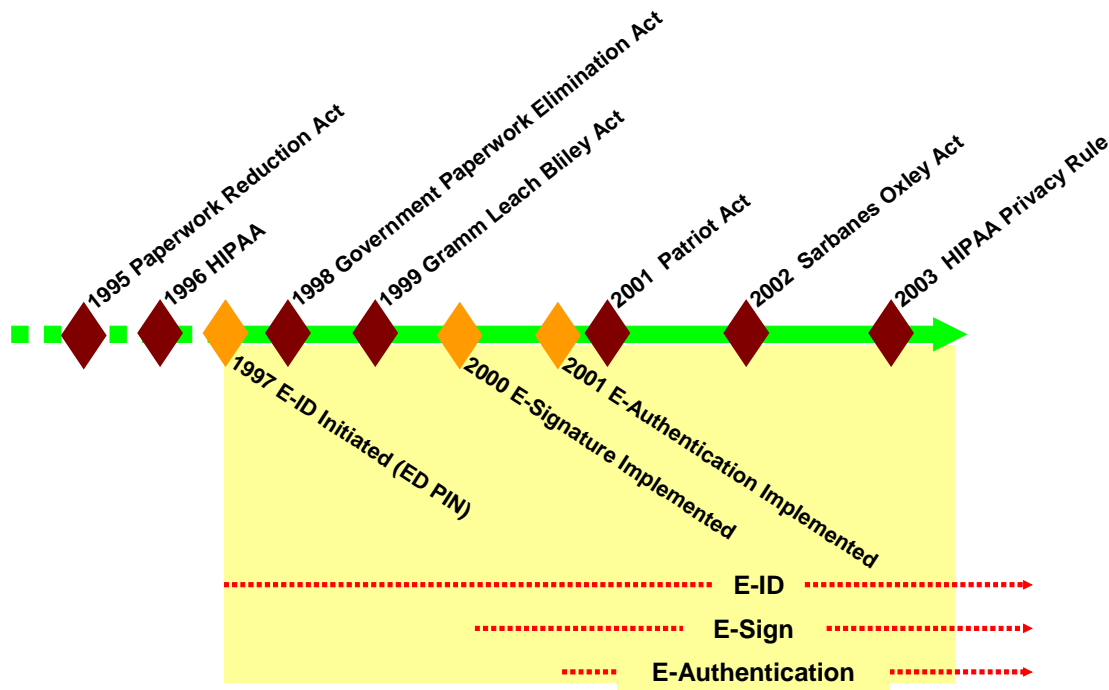 1995 Paperwork Reduction Act
1996 HIPAA
1998 Government Paperwork Elimination Act
1999 Gramm Leach Bliley Act
2001 Patriot Act
2002 Sarbanes Oxley Act
2003 HIPAA Privacy Rule
1997 E-ID Initiated (ED PIN)
2000 E-Signature Implemented
2001 E-Authentication Implemented
E-ID
E-Sign
E-Authentication